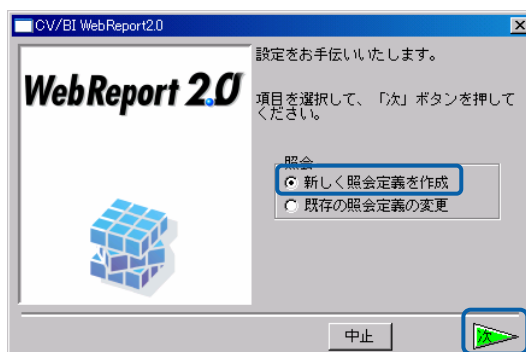 CV/BI WebReport2.0
WebReport 2.0
設定をお手伝いいたします。
項目を選択して、「次」ボタンを押して
ください。
照会
新しく照会定義を作成
既存の照会定義の変更
中止
次